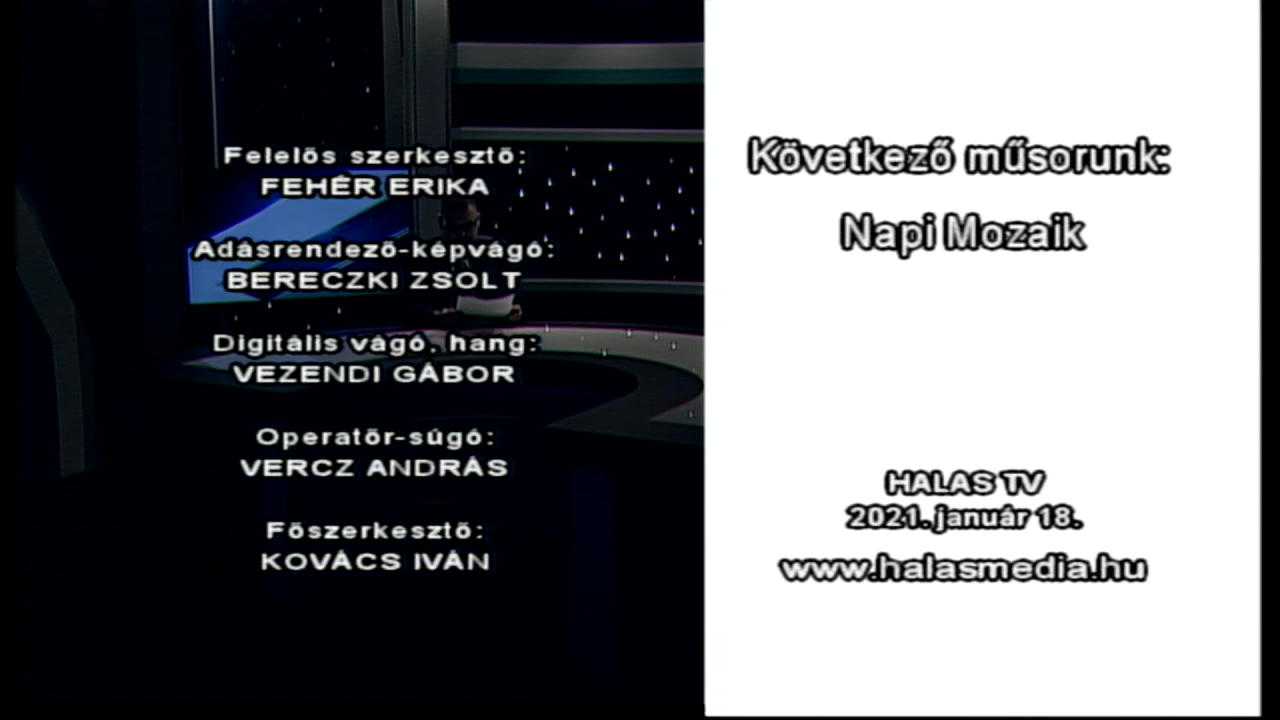 Felelős szerkesztő:
FEHÉR ERIKA
Adásrendező-képvágó:
BERECZKI ZSOLT
Digitális vágó, hang:
VEZENDI GÁBOR
Operatőr-súgó:
VERCZ ANDRÁS
Főszerkesztő:
KOVÁCS IVÁN
Következő műsorunk:
Napi Mozaik
HALAS TV
2021. január 18.
www.halasmedia.hu